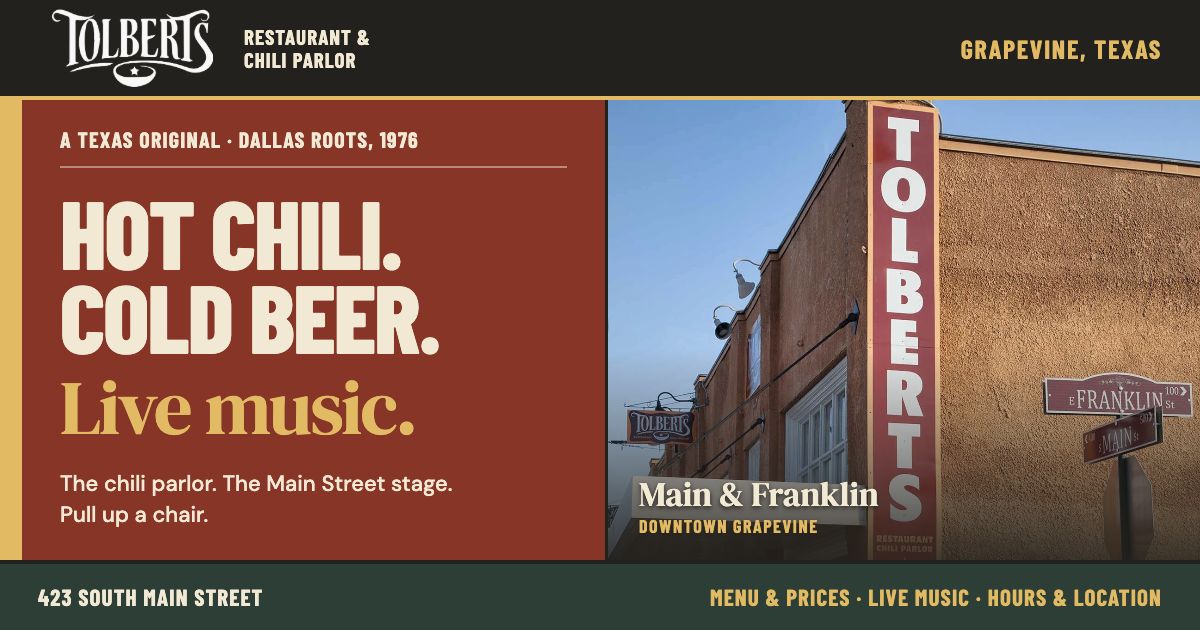 TOLBERTS
RESTAURANT &
CHILI PARLOR
GRAPEVINE, TEXAS
A TEXAS ORIGINAL · DALLAS ROOTS, 1976
HOT CHILI.
COLD BEER.
Live music.
The chili parlor. The Main Street stage.
Pull up a chair.
TOLBERTS
RESTAURANT
CHILI PARLOR
TOLBERTS
E FRANKLIN St
100
S MAIN St
Main & Franklin
DOWNTOWN GRAPEVINE
423 SOUTH MAIN STREET
MENU & PRICES · LIVE MUSIC · HOURS & LOCATION